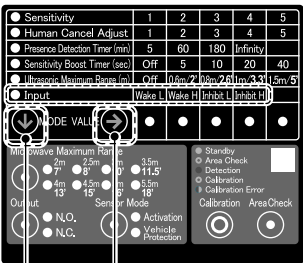 Sensitivity 1 2 3 4 5
Human Cancel Adjust 1 2 3 4 5
Presence Detection Timer (min) 5 60 180 Infinity
Sensitivity Boost Timer (sec) Off 5 10 20 40
Ultrasonic Maximum Range (m) Off 0.6m/2' 0.8m/2.6' 1m/3.3' 1.5m/5'
Input Wake L Wake H Inhibit L Inhibit H
MODE VALUE
Microwave Maximum Range
2m 2.5m 3m 3.5m
7' 8' 10' 11.5'
4m 4.5m 5m 5.5m
13' 15' 16' 18'
Output Sensor Mode
N.O. Activation
N.C. Vehicle Protection
Standby
Area Check
Detection
Calibration
Calibration Error
Calibration Area Check